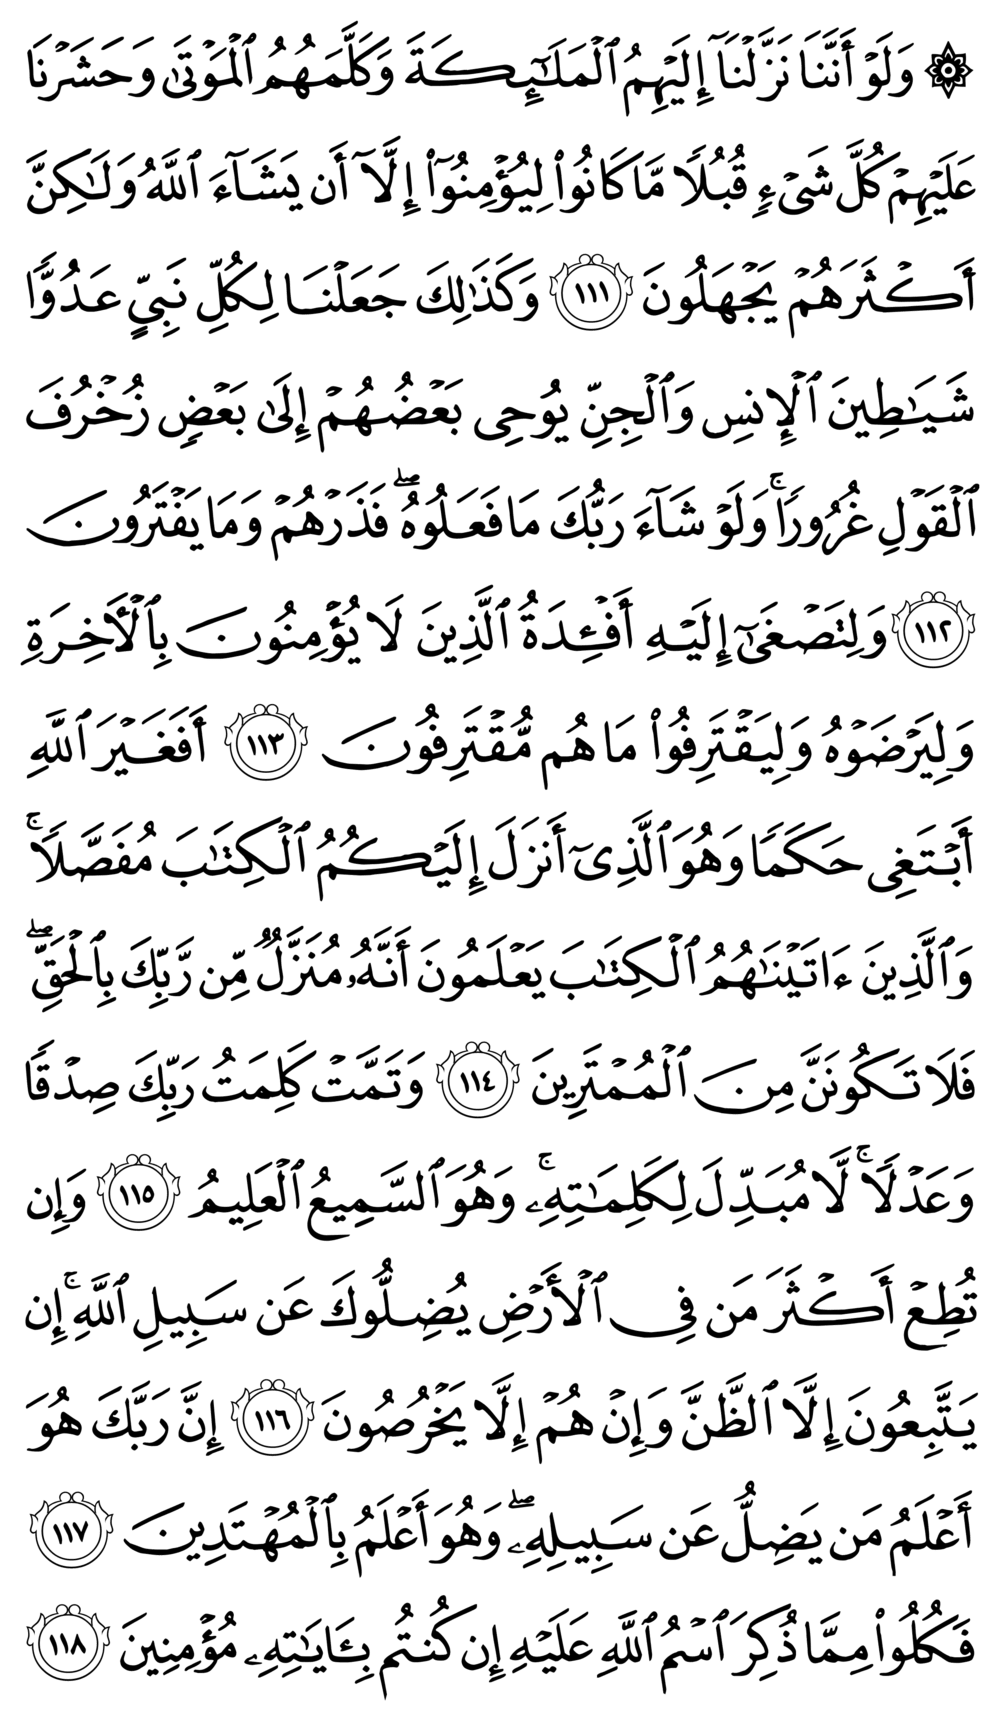 ۞ وَلَوْ أَنَّنَا نَزَّلْنَآ إِلَيْهِمُ ٱلْمَلَٰٓئِكَةَ وَكَلَّمَهُمُ ٱلْمَوْتَىٰ وَحَشَرْنَا
عَلَيْهِمْ كُلَّ شَىْءٍ قُبُلًا مَّا كَانُوا۟ لِيُؤْمِنُوٓا۟ إِلَّآ أَن يَشَآءَ ٱللَّهُ وَلَٰكِنَّ
أَكْثَرَهُمْ يَجْهَلُونَ ١١١ وَكَذَٰلِكَ جَعَلْنَا لِكُلِّ نَبِىٍّ عَدُوًّا
شَيَٰطِينَ ٱلْإِنسِ وَٱلْجِنِّ يُوحِى بَعْضُهُمْ إِلَىٰ بَعْضٍ زُخْرُفَ
ٱلْقَوْلِ غُرُورًا ۚ وَلَوْ شَآءَ رَبُّكَ مَا فَعَلُوهُ ۖ فَذَرْهُمْ وَمَا يَفْتَرُونَ
١١٢ وَلِتَصْغَىٰٓ إِلَيْهِ أَفْـِٔدَةُ ٱلَّذِينَ لَا يُؤْمِنُونَ بِٱلْأَخِرَةِ
وَلِيَرْضَوْهُ وَلِيَقْتَرِفُوا۟ مَا هُم مُّقْتَرِفُونَ ١١٣ أَفَغَيْرَ ٱللَّهِ
أَبْتَغِى حَكَمًا وَهُوَ ٱلَّذِىٓ أَنزَلَ إِلَيْكُمُ ٱلْكِتَٰبَ مُفَصَّلًا ۚ
وَٱلَّذِينَ ءَاتَيْنَٰهُمُ ٱلْكِتَٰبَ يَعْلَمُونَ أَنَّهُۥ مُنَزَّلٌ مِّن رَّبِّكَ بِٱلْحَقِّ ۖ
فَلَا تَكُونَنَّ مِنَ ٱلْمُمْتَرِينَ ١١٤ وَتَمَّتْ كَلِمَتُ رَبِّكَ صِدْقًا
وَعَدْلًا ۚ لَّا مُبَدِّلَ لِكَلِمَٰتِهِۦ ۚ وَهُوَ ٱلسَّمِيعُ ٱلْعَلِيمُ ١١٥ وَإِن
تُطِعْ أَكْثَرَ مَن فِى ٱلْأَرْضِ يُضِلُّوكَ عَن سَبِيلِ ٱللَّهِ ۚ إِن
يَتَّبِعُونَ إِلَّا ٱلظَّنَّ وَإِنْ هُمْ إِلَّا يَخْرُصُونَ ١١٦ إِنَّ رَبَّكَ هُوَ
أَعْلَمُ مَن يَضِلُّ عَن سَبِيلِهِۦ ۖ وَهُوَ أَعْلَمُ بِٱلْمُهْتَدِينَ ١١٧
فَكُلُوا۟ مِمَّا ذُكِرَ ٱسْمُ ٱللَّهِ عَلَيْهِ إِن كُنتُم بِـَٔايَٰتِهِۦ مُؤْمِنِينَ ١١٨